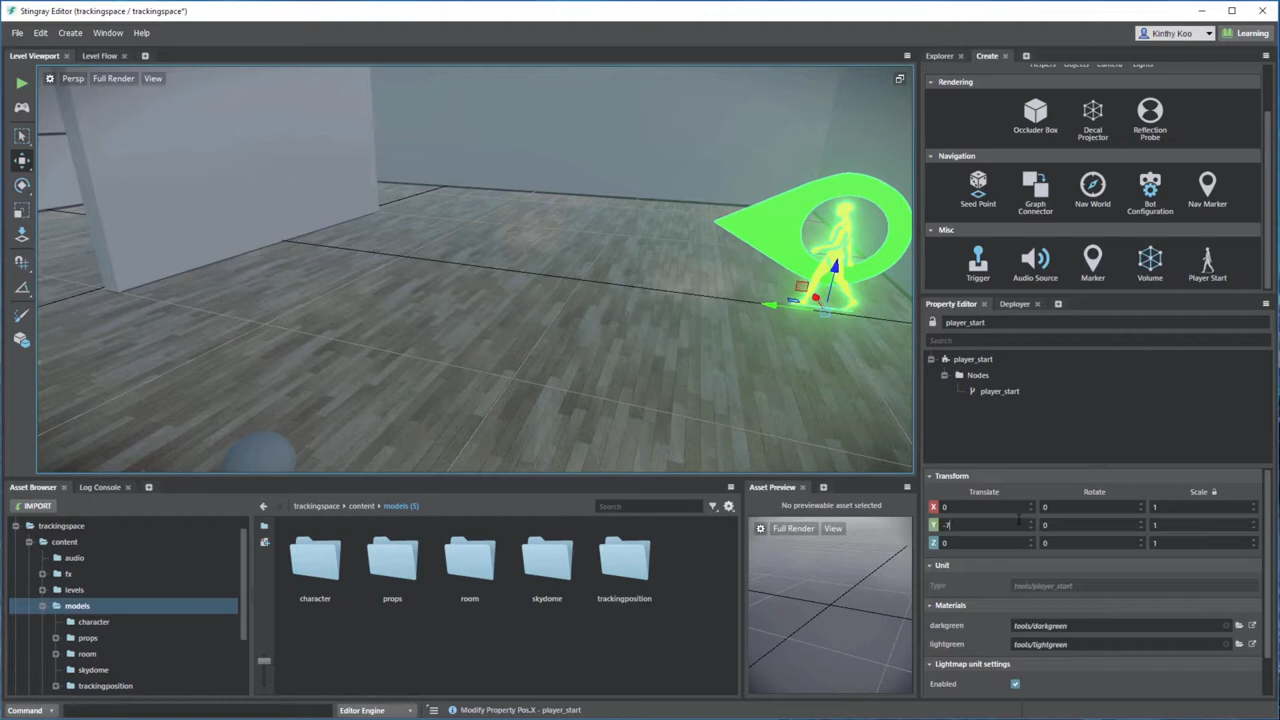 Stingray Editor (trackingspace / trackingspace*)
File Edit Create Window Help
Kinthy Koo
Learning
Level Viewport
Level Flow
Explorer
Create
Persp
Full Render
View
Helpers Objects Camera Lights
Rendering
Occluder Box
Decal Projector
Reflection Probe
Navigation
Seed Point
Graph Connector
Nav World
Bot Configuration
Nav Marker
Misc
Trigger
Audio Source
Marker
Volume
Player Start
Property Editor
Deployer
player_start
Search
player_start
Nodes
player_start
Transform
Translate Rotate Scale
X 0 0 1
Y -7 0 1
Z 0 0 1
Unit
Type tools/player_start
Materials
darkgreen tools/darkgreen
lightgreen tools/lightgreen
Lightmap unit settings
Enabled
Asset Browser
Log Console
IMPORT
trackingspace ▸ content ▸ models (5)
Search
trackingspace
content
audio
fx
levels
models
character
props
room
skydome
trackingposition
character
props
room
skydome
trackingposition
Asset Preview
No previewable asset selected
Full Render
View
Command
Editor Engine
Modify Property Pos.X - player_start